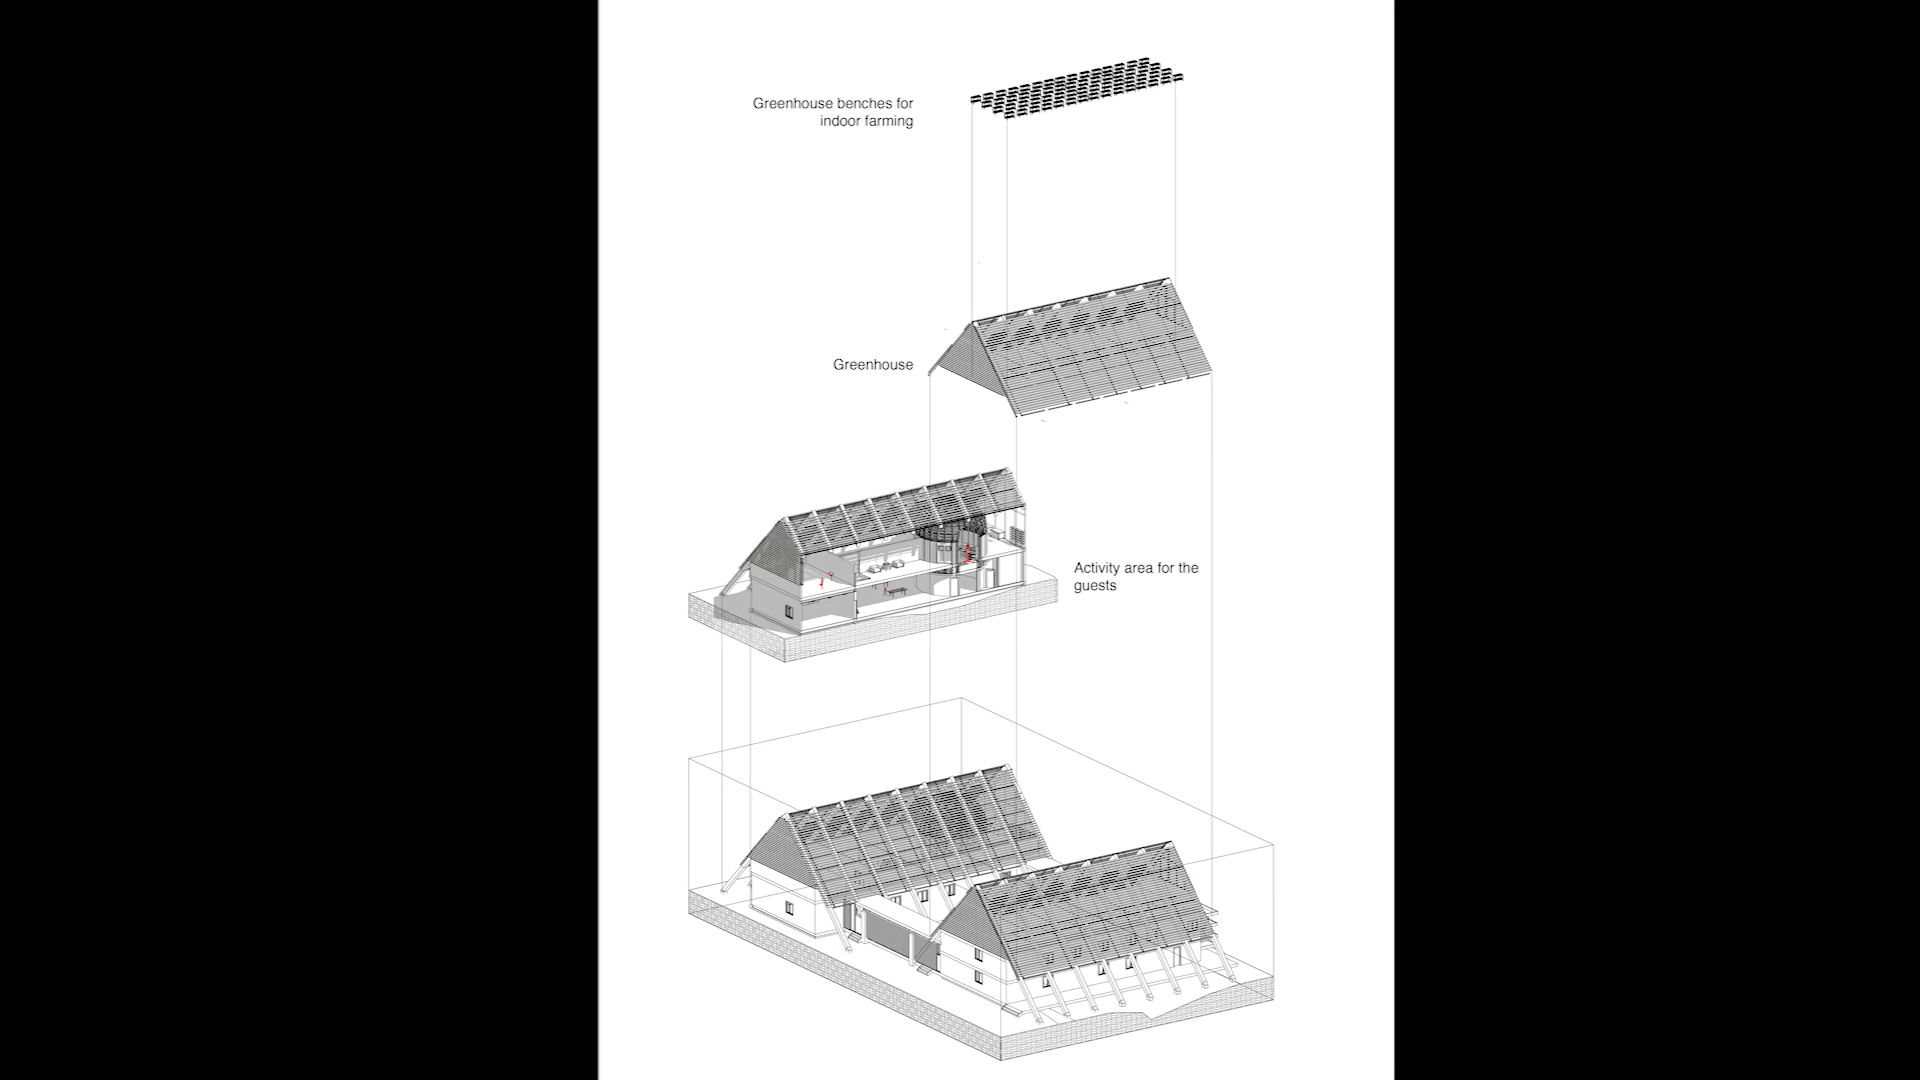 Greenhouse benches for
indoor farming
Greenhouse
Activity area for the
guests